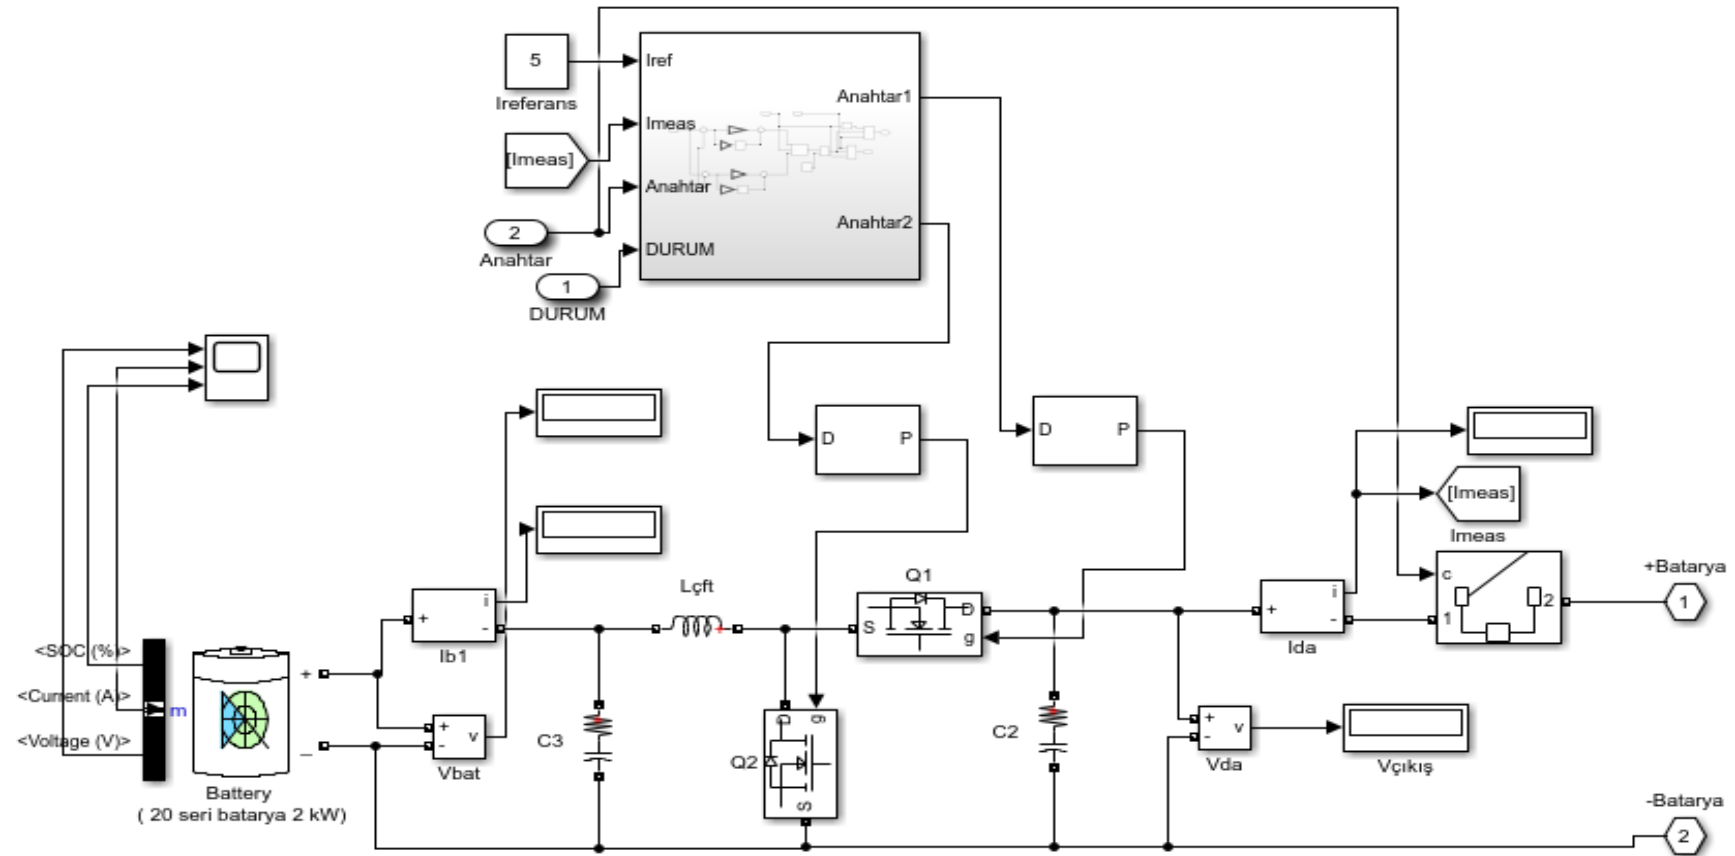 5
Ireferans
Iref
Anahtar1
[Imeas]
Imeas
2
Anahtar
Anahtar
Anahtar2
1
DURUM
DURUM
D
P
D
P
[Imeas]
Imeas
+Batarya
c
1
2
1
Lçft
Q1
S
D
g
+
i
-
Ib1
+
i
-
Ida
<SOC (%)>
<Current (A)>
<Voltage (V)>
m
+
_
+
-
v
Vbat
C3
D
g
Q2
S
C2
+
-
v
Vda
Vçıkış
Battery
( 20 seri batarya 2 kW)
-Batarya
2